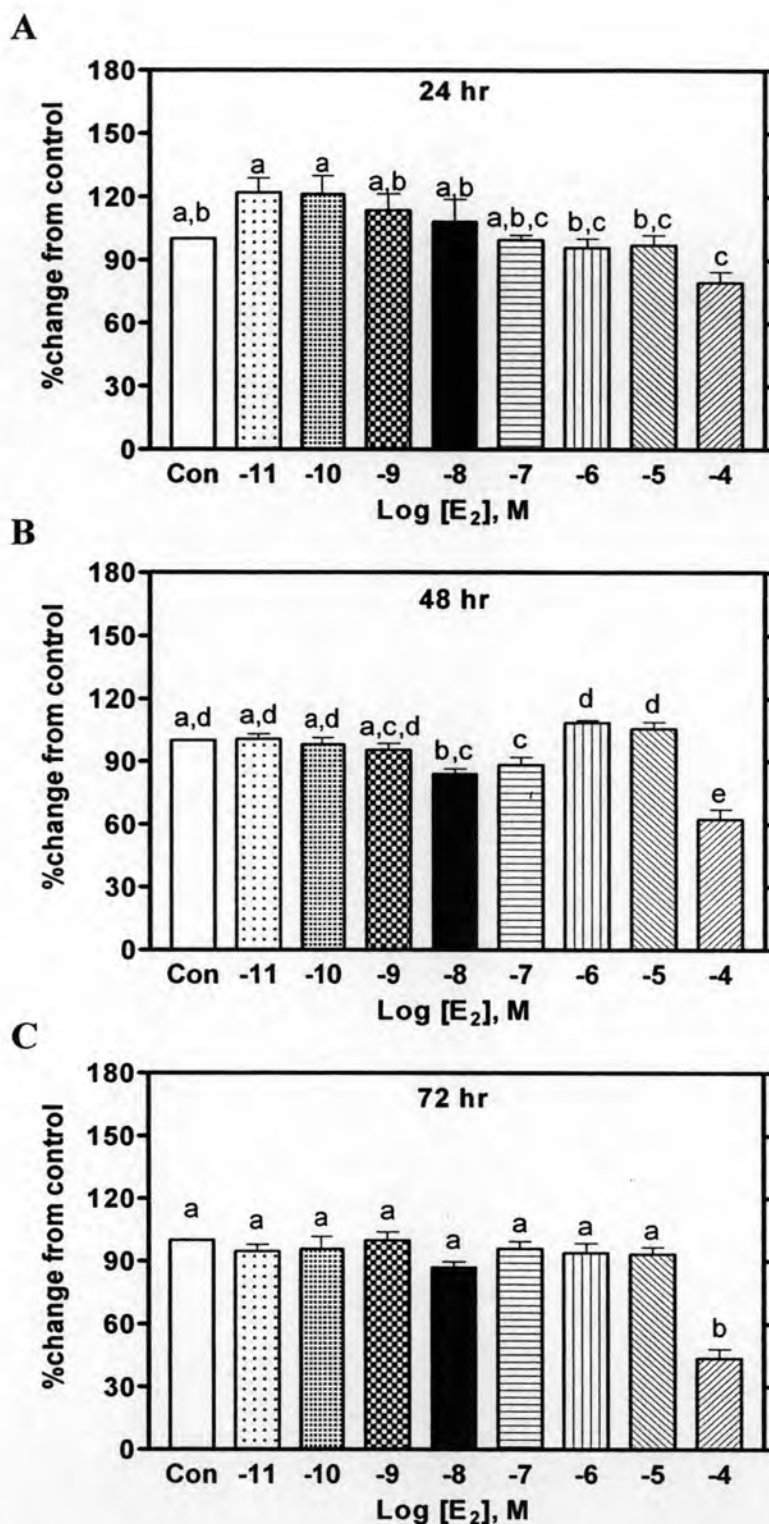 A
180
24 hr
150
a a
a,b a,b a,b
120
a,b,c b,c b,c
90
c
60
30
0
%change from control
Con -11 -10 -9 -8 -7 -6 -5 -4
Log [E₂], M
B
180
48 hr
150
120
a,d a,d a,d a,c,d b,c c d d
90
e
60
30
0
%change from control
Con -11 -10 -9 -8 -7 -6 -5 -4
Log [E₂], M
C
180
72 hr
150
120
a a a a a a a a
90
60
b
30
0
%change from control
Con -11 -10 -9 -8 -7 -6 -5 -4
Log [E₂], M